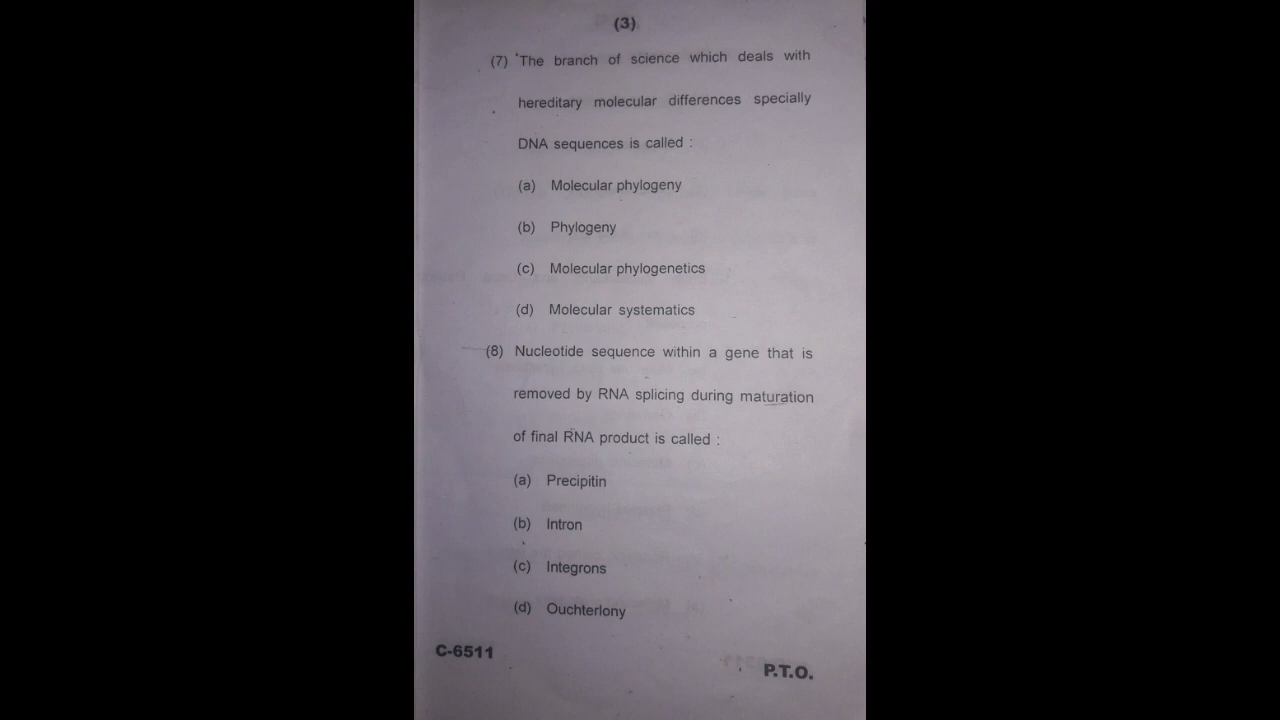 (3)
(7) The branch of science which deals with
hereditary molecular differences specially
DNA sequences is called :
(a) Molecular phylogeny
(b) Phylogeny
(c) Molecular phylogenetics
(d) Molecular systematics
(8) Nucleotide sequence within a gene that is
removed by RNA splicing during maturation
of final RNA product is called :
(a) Precipitin
(b) Intron
(c) Integrons
(d) Ouchterlony
C-6511
P.T.O.